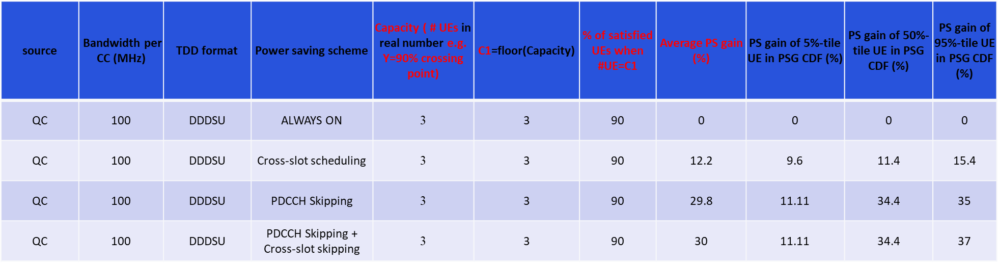 source
Bandwidth per
CC (MHz)
TDD format
Power saving scheme
Capacity ( # UEs in
real number e.g.
Y=90% crossing
point)
C1=floor(Capacity)
% of satisfied
UEs when
#UE=C1
Average PS gain
(%)
PS gain of 5%-tile
UE in PSG CDF (%)
PS gain of 50%-
tile UE in PSG
CDF (%)
PS gain of
95%-tile UE
in PSG CDF
(%)
QC 100 DDDSU ALWAYS ON 3 3 90 0 0 0 0
QC 100 DDDSU Cross-slot scheduling 3 3 90 12.2 9.6 11.4 15.4
QC 100 DDDSU PDCCH Skipping 3 3 90 29.8 11.11 34.4 35
QC 100 DDDSU PDCCH Skipping +
Cross-slot skipping 3 3 90 30 11.11 34.4 37